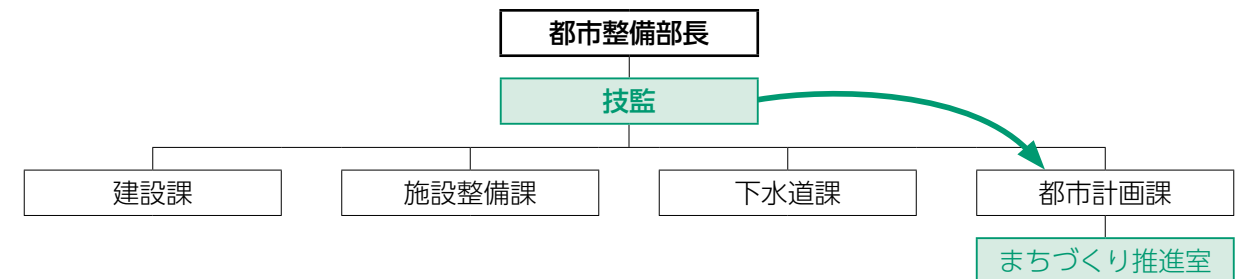 都市整備部長
技監
建設課
施設整備課
下水道課
都市計画課
まちづくり推進室